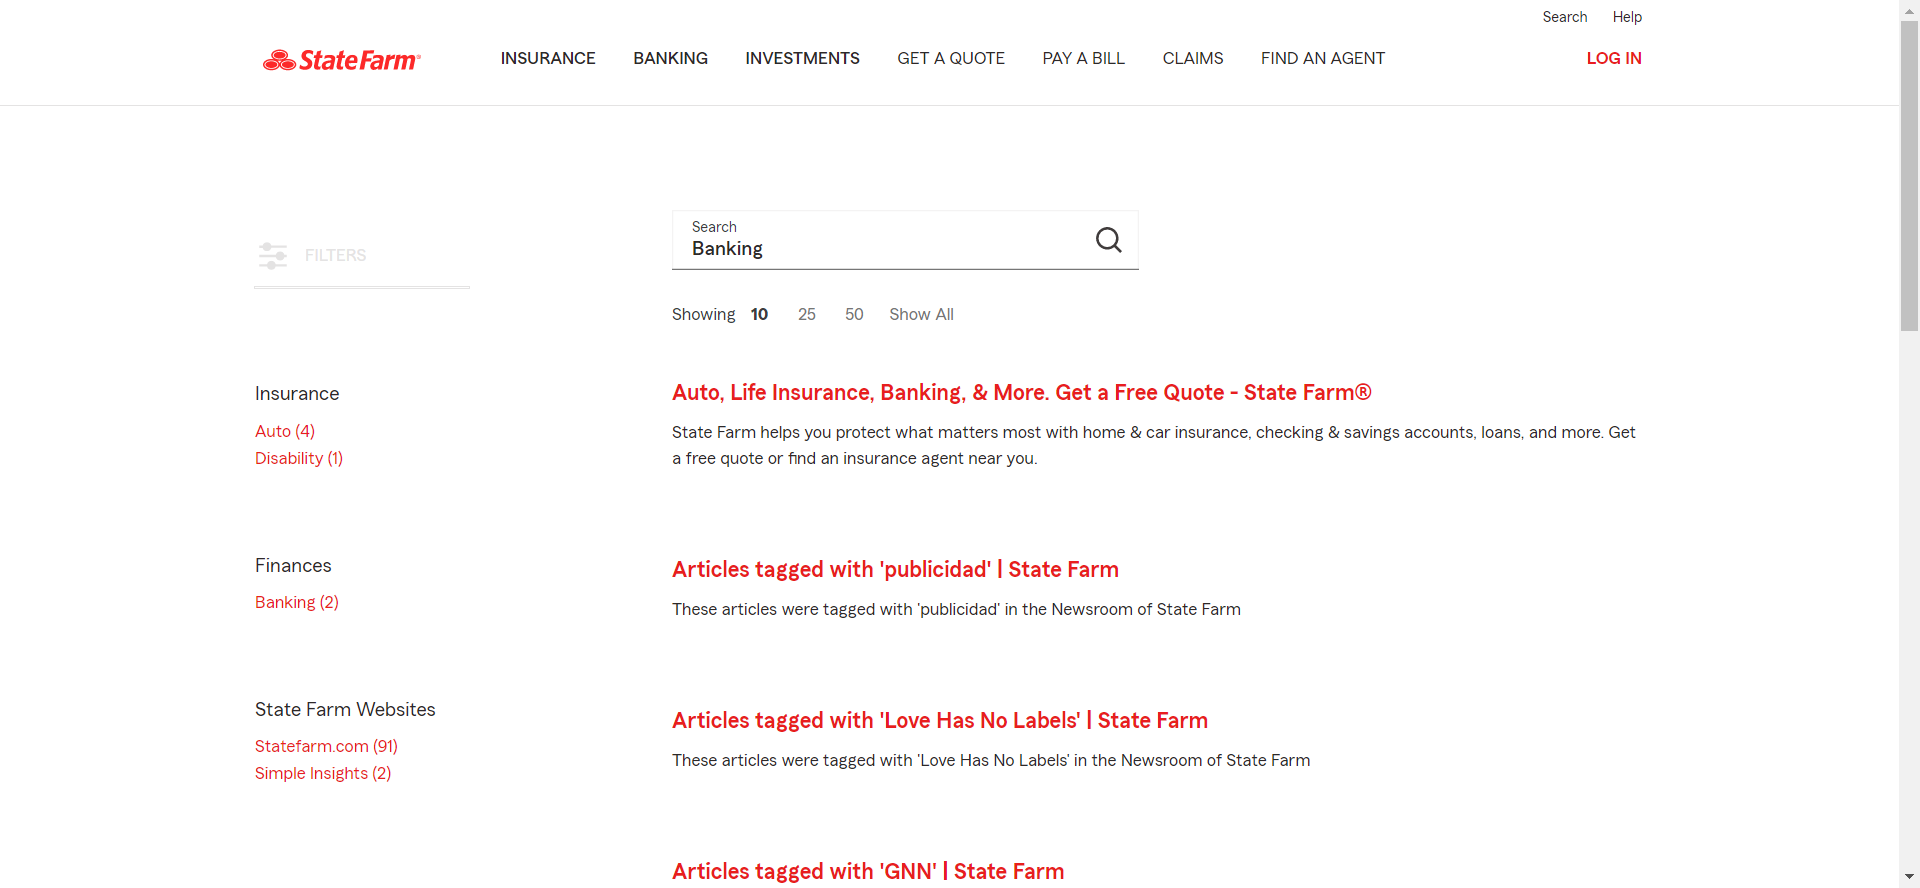 Search Help
StateFarm®
INSURANCE BANKING INVESTMENTS GET A QUOTE PAY A BILL CLAIMS FIND AN AGENT LOG IN
FILTERS
Search
Banking
Showing 10 25 50 Show All
Insurance
Auto (4)
Disability (1)
Finances
Banking (2)
State Farm Websites
Statefarm.com (91)
Simple Insights (2)
Auto, Life Insurance, Banking, & More. Get a Free Quote - State Farm®
State Farm helps you protect what matters most with home & car insurance, checking & savings accounts, loans, and more. Get
a free quote or find an insurance agent near you.
Articles tagged with 'publicidad' | State Farm
These articles were tagged with 'publicidad' in the Newsroom of State Farm
Articles tagged with 'Love Has No Labels' | State Farm
These articles were tagged with 'Love Has No Labels' in the Newsroom of State Farm
Articles tagged with 'GNN' | State Farm